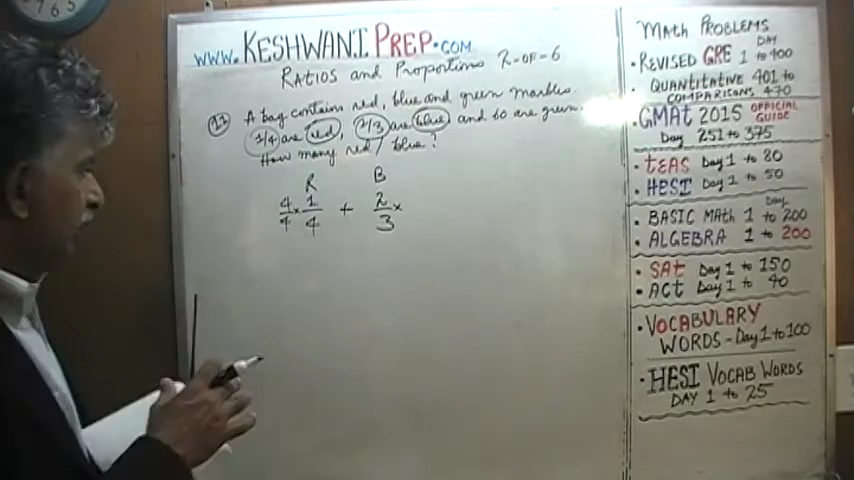 WWW.KESHWANIPREP.COM
RATIOS and Proportions 2-OF-6
A bag contains red, blue and green marbles.
1/4 are red, 2/3 are blue and 60 are green.
How many red / blue?
R B
4/4 × 1/4 + 2/3 ×
MATH PROBLEMS
• REVISED GRE DAY 1 to 400
• QUANTITATIVE 401 to
COMPARISONS 470
• GMAT 2015 OFFICIAL GUIDE
Day 251 to 375
• TEAS Day 1 to 80
• HESI Day 1 to 50
• BASIC MATH Day 1 to 200
• ALGEBRA 1 to 200
• SAT Day 1 to 150
• ACT Day 1 to 40
• VOCABULARY
WORDS - Day 1 to 100
• HESI VOCAB WORDS
DAY 1 to 25